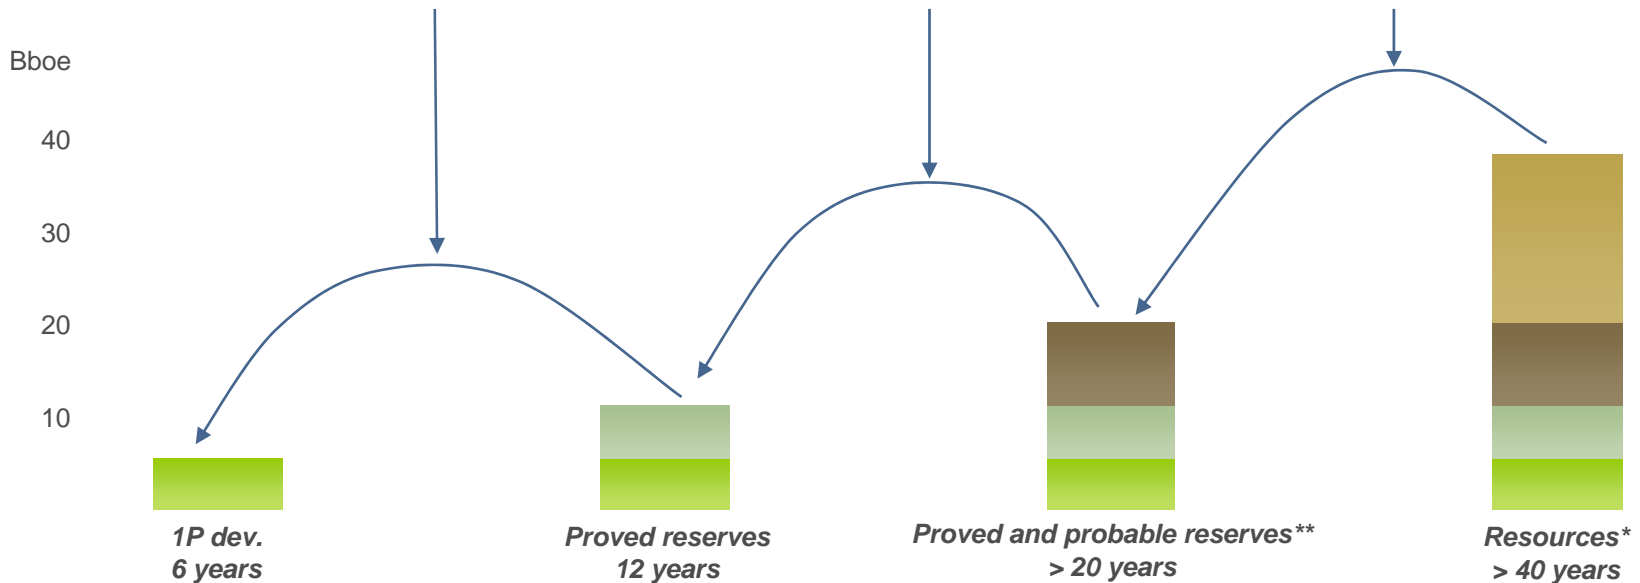 Bboe
40
30
20
10
1P dev.
6 years
Proved reserves
12 years
Proved and probable reserves**
> 20 years
Resources*
> 40 years